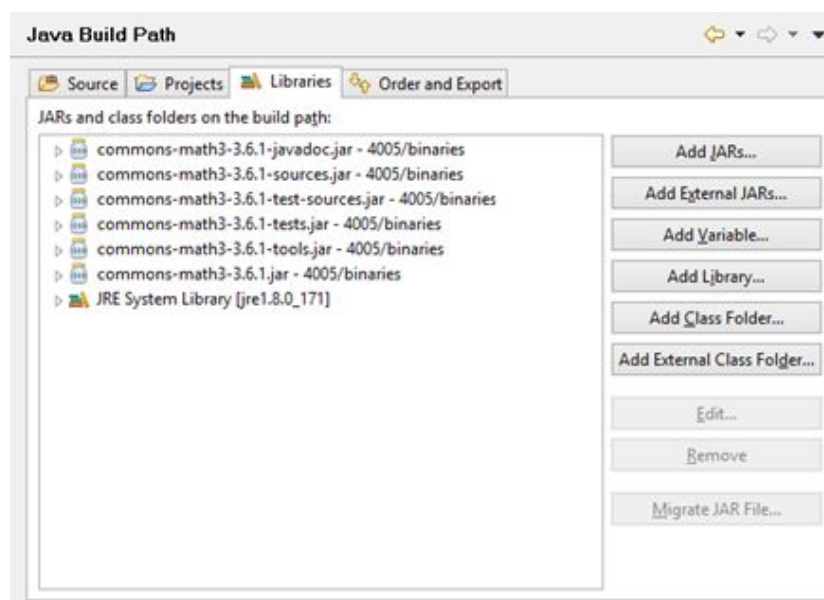 Java Build Path
Source Projects Libraries Order and Export
JARs and class folders on the build path:
commons-math3-3.6.1-javadoc.jar - 4005/binaries
commons-math3-3.6.1-sources.jar - 4005/binaries
commons-math3-3.6.1-test-sources.jar - 4005/binaries
commons-math3-3.6.1-tests.jar - 4005/binaries
commons-math3-3.6.1-tools.jar - 4005/binaries
commons-math3-3.6.1.jar - 4005/binaries
JRE System Library [jre1.8.0_171]
Add JARs...
Add External JARs...
Add Variable...
Add Library...
Add Class Folder...
Add External Class Folder...
Edit...
Remove
Migrate JAR File...